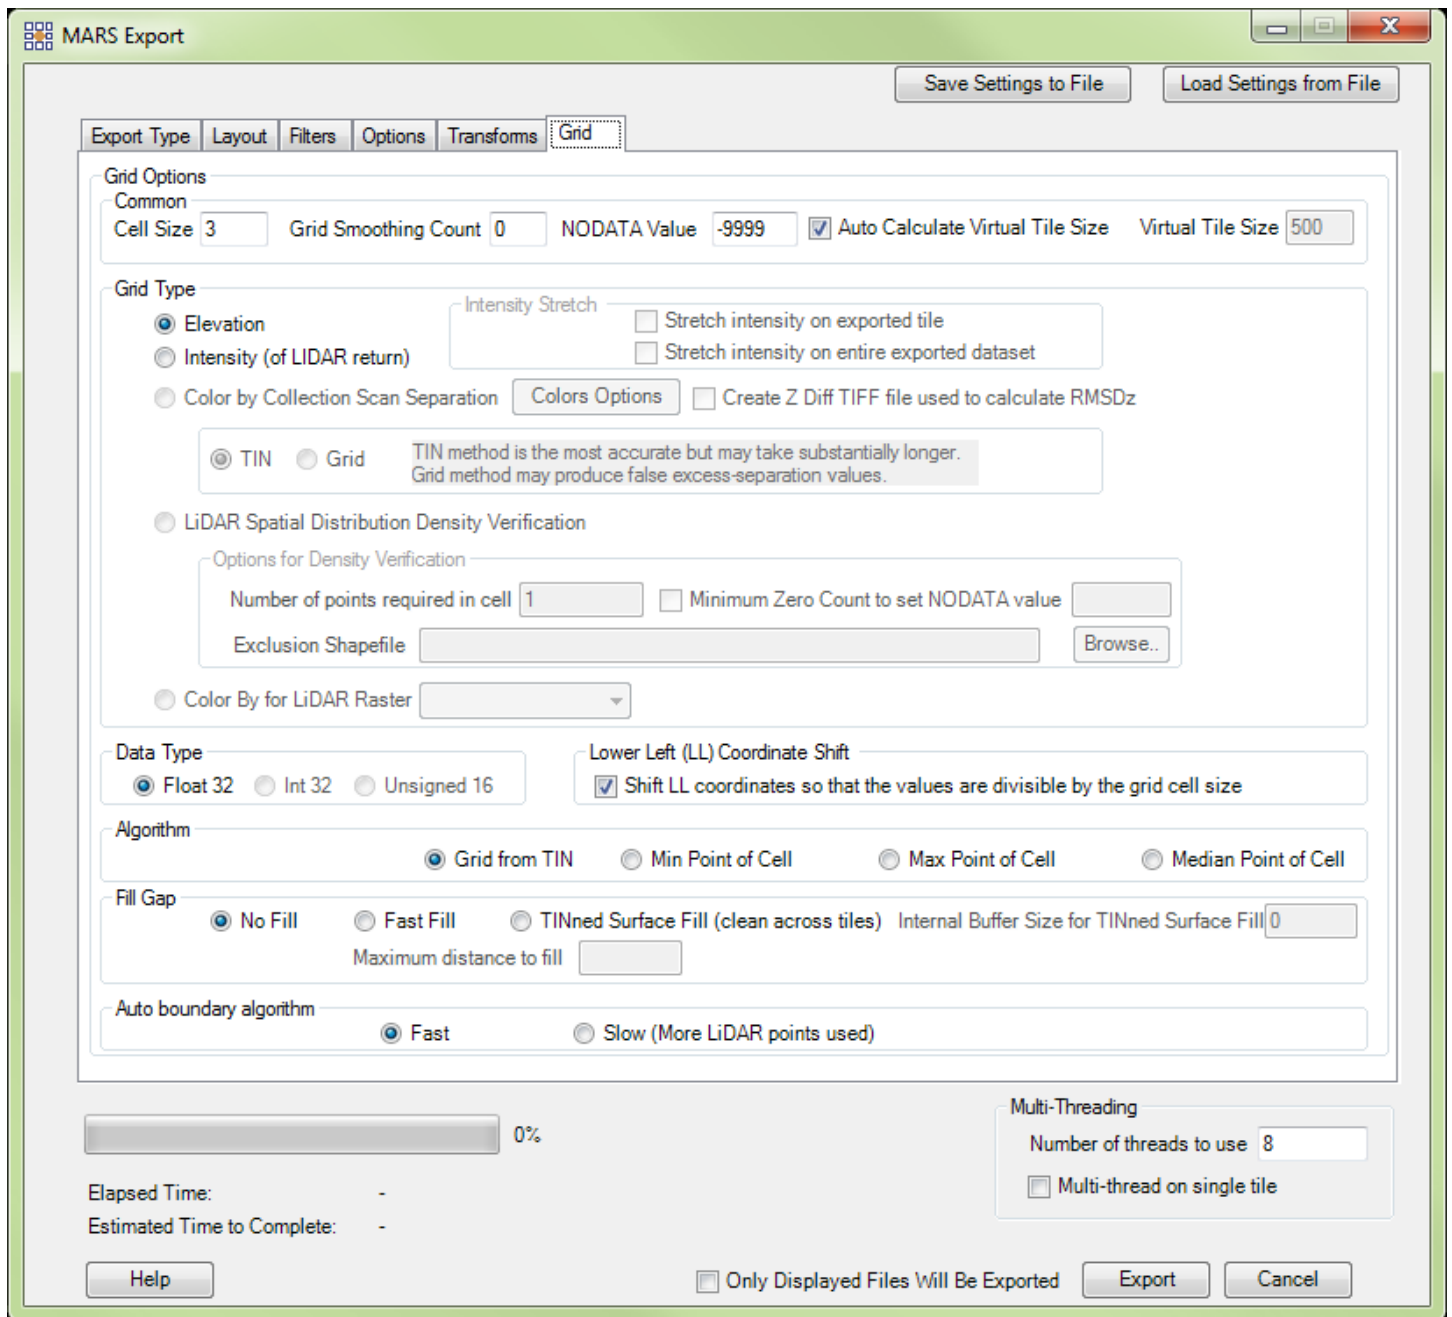 MARS Export
Save Settings to File Load Settings from File
Export Type Layout Filters Options Transforms Grid
Grid Options
Common
Cell Size 3 Grid Smoothing Count 0 NODATA Value -9999 Auto Calculate Virtual Tile Size Virtual Tile Size 500
Grid Type
Intensity Stretch
Elevation Stretch intensity on exported tile
Intensity (of LIDAR return) Stretch intensity on entire exported dataset
Color by Collection Scan Separation Colors Options Create Z Diff TIFF file used to calculate RMSDz
TIN Grid TIN method is the most accurate but may take substantially longer.
Grid method may produce false excess-separation values.
LiDAR Spatial Distribution Density Verification
Options for Density Verification
Number of points required in cell 1 Minimum Zero Count to set NODATA value
Exclusion Shapefile Browse..
Color By for LiDAR Raster
Data Type Lower Left (LL) Coordinate Shift
Float 32 Int 32 Unsigned 16 Shift LL coordinates so that the values are divisible by the grid cell size
Algorithm
Grid from TIN Min Point of Cell Max Point of Cell Median Point of Cell
Fill Gap
No Fill Fast Fill TINned Surface Fill (clean across tiles) Internal Buffer Size for TINned Surface Fill 0
Maximum distance to fill
Auto boundary algorithm
Fast Slow (More LiDAR points used)
Multi-Threading
0% Number of threads to use 8
Elapsed Time: - Multi-thread on single tile
Estimated Time to Complete: -
Help Only Displayed Files Will Be Exported Export Cancel